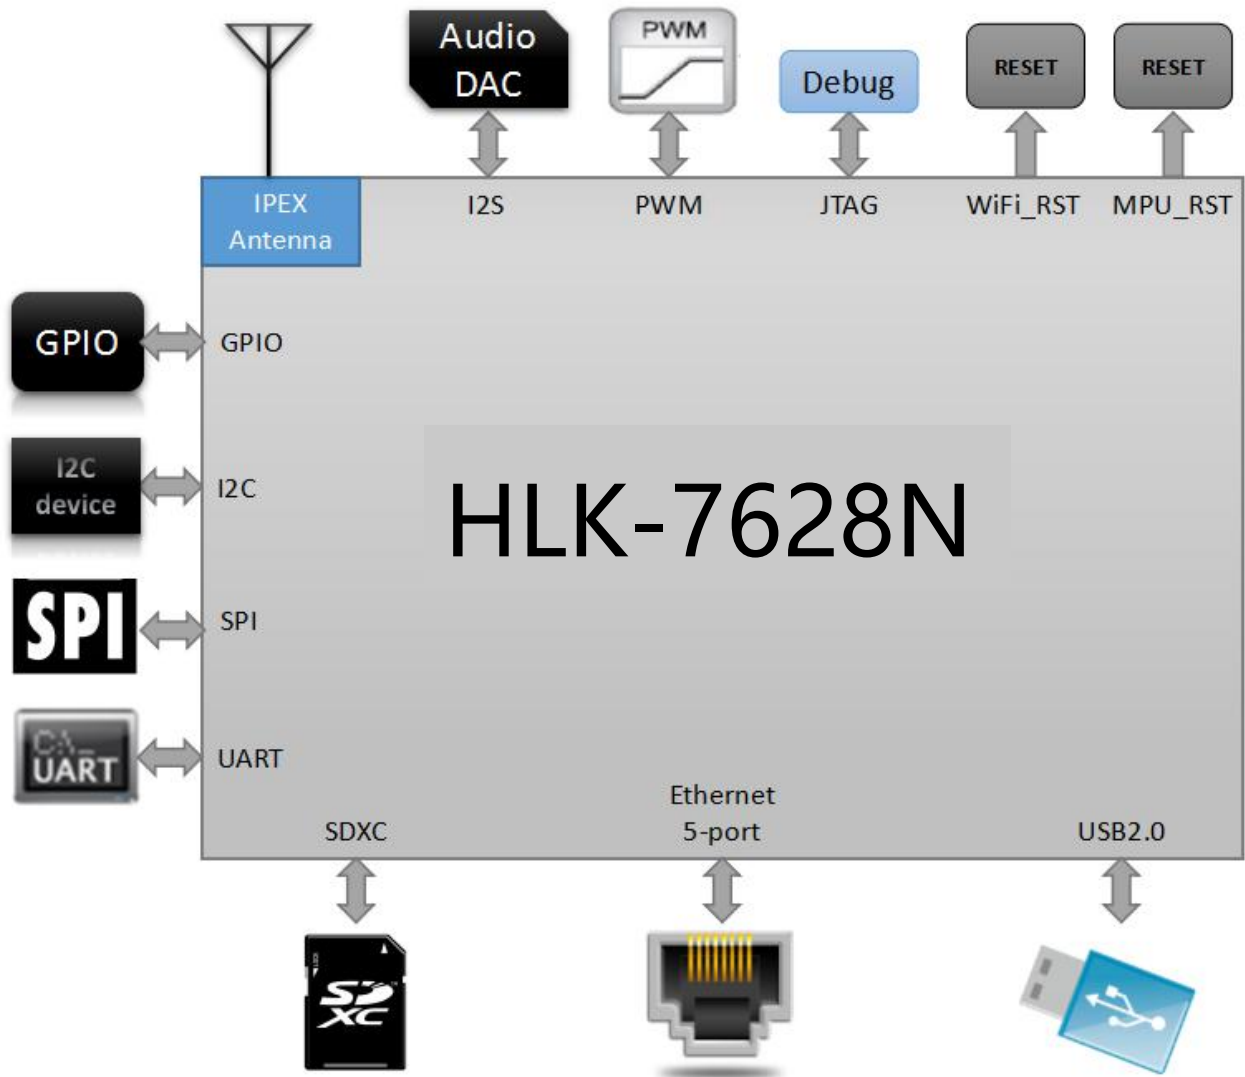 Audio
DAC
PWM
Debug
RESET
RESET
IPEX
Antenna
I2S
PWM
JTAG
WiFi_RST
MPU_RST
GPIO
GPIO
I2C
device
I2C
HLK-7628N
SPI
SPI
C:\_
UART
UART
SDXC
Ethernet
5-port
USB2.0
SD
XC